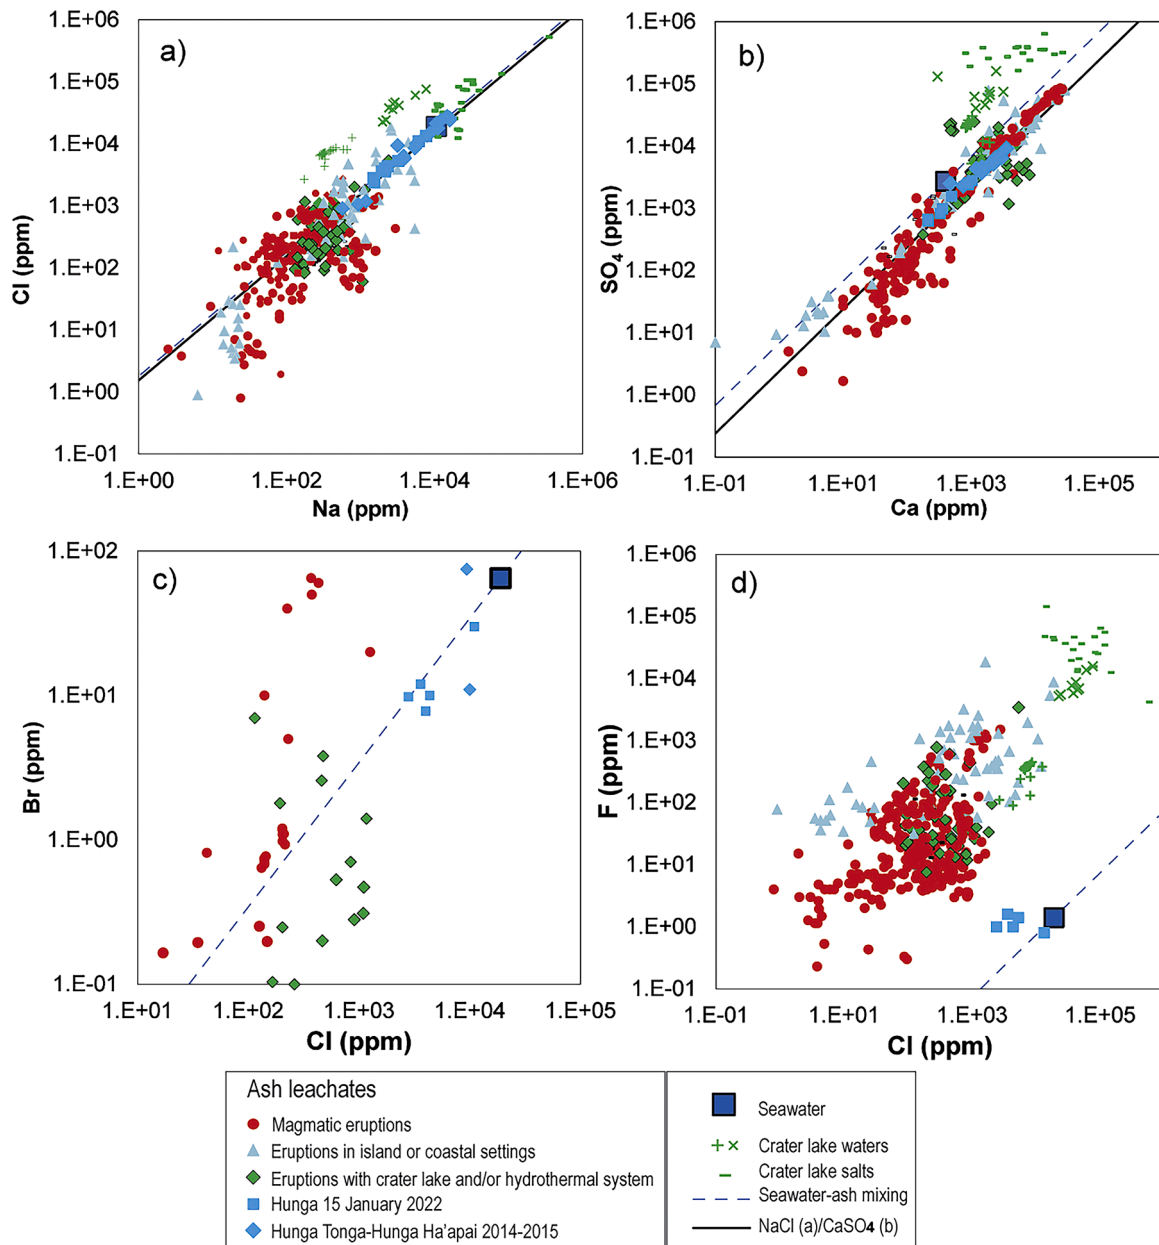 a)
1.E+06
1.E+05
1.E+04
1.E+03
1.E+02
1.E+01
1.E+00
1.E-01
Cl (ppm)
1.E+00 1.E+02 1.E+04 1.E+06
Na (ppm)
b)
1.E+06
1.E+05
1.E+04
1.E+03
1.E+02
1.E+01
1.E+00
1.E-01
SO4 (ppm)
1.E-01 1.E+01 1.E+03 1.E+05
Ca (ppm)
c)
1.E+02
1.E+01
1.E+00
1.E-01
Br (ppm)
1.E+01 1.E+02 1.E+03 1.E+04 1.E+05
Cl (ppm)
d)
1.E+06
1.E+05
1.E+04
1.E+03
1.E+02
1.E+01
1.E+00
1.E-01
F (ppm)
1.E-01 1.E+01 1.E+03 1.E+05
Cl (ppm)
Ash leachates
Magmatic eruptions
Eruptions in island or coastal settings
Eruptions with crater lake and/or hydrothermal system
Hunga 15 January 2022
Hunga Tonga-Hunga Ha'apai 2014-2015
Seawater
Crater lake waters
Crater lake salts
Seawater-ash mixing
NaCl (a)/CaSO4 (b)